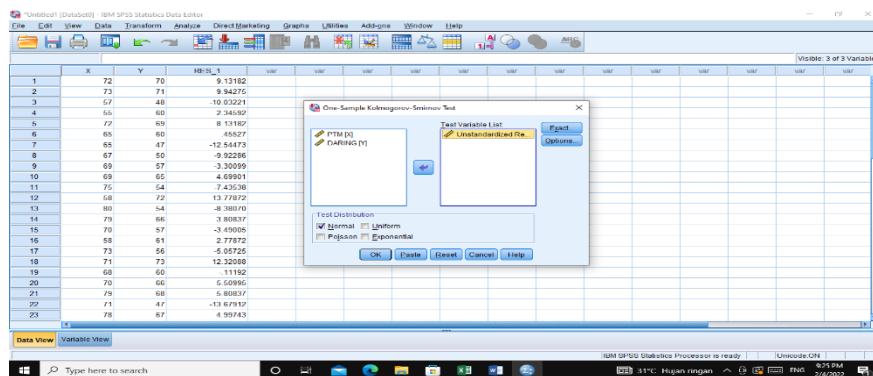 *Untitled1 [DataSet0] - IBM SPSS Statistics Data Editor
File Edit View Data Transform Analyze Direct Marketing Graphs Utilities Add-ons Window Help
Visible: 3 of 3 Variable
X Y RES_1 var var var var var var var var var var var
1 72 70 9.13182
2 73 71 9.94275
3 57 48 -10.03221
4 55 60 2.34592
5 72 69 8.13182
6 65 60 .45527
7 65 47 -12.54473
8 67 50 -9.92286
9 69 57 -3.30099
10 69 65 4.69901
11 75 54 -7.43538
12 58 72 13.77872
13 80 54 -8.38070
14 79 66 3.80837
15 70 57 -3.49005
16 58 61 2.77872
17 73 56 -5.05725
18 71 73 12.32088
19 68 60 -.11192
20 70 66 5.50995
21 79 68 5.80837
22 71 47 -13.67912
23 78 67 4.99743
One-Sample Kolmogorov-Smirnov Test
Test Variable List:
PTM [X]
DARING [Y]
Unstandardized Re...
Exact...
Options...
Test Distribution
Normal Uniform
Poisson Exponential
OK Paste Reset Cancel Help
Data View Variable View
IBM SPSS Statistics Processor is ready Unicode:ON
Type here to search
31°C Hujan ringan ENG 9:25 PM
2/4/2022